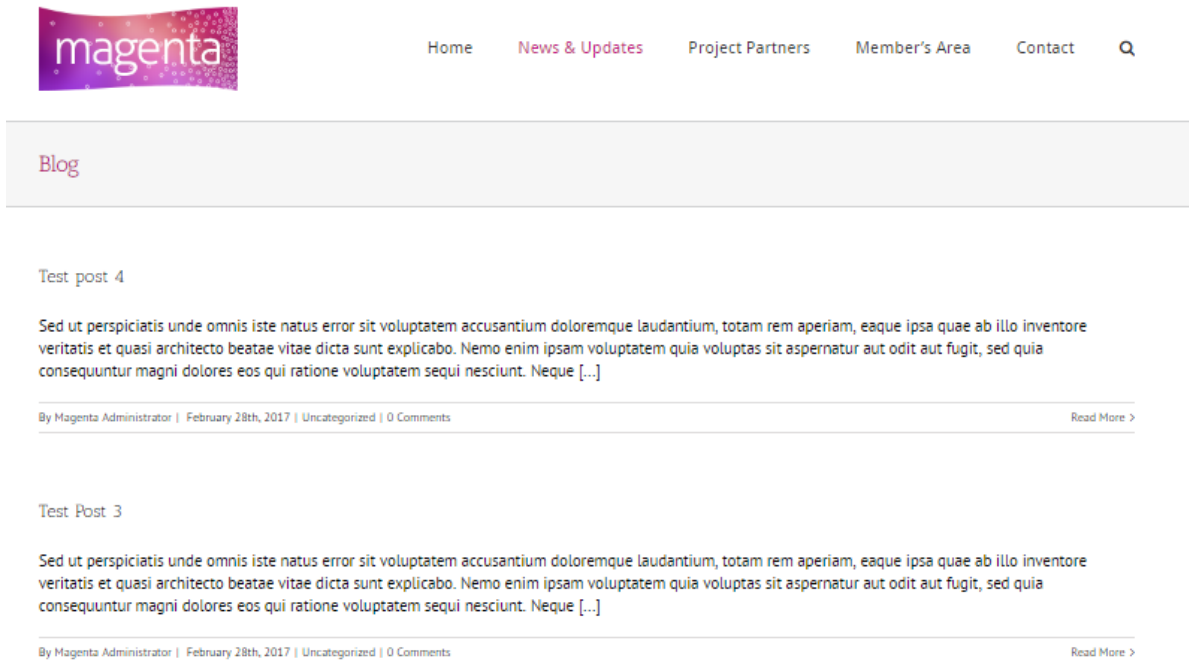 magenta
Home News & Updates Project Partners Member's Area Contact
Blog
Test post 4
Sed ut perspiciatis unde omnis iste natus error sit voluptatem accusantium doloremque laudantium, totam rem aperiam, eaque ipsa quae ab illo inventore
veritatis et quasi architecto beatae vitae dicta sunt explicabo. Nemo enim ipsam voluptatem quia voluptas sit aspernatur aut odit aut fugit, sed quia
consequuntur magni dolores eos qui ratione voluptatem sequi nesciunt. Neque [...]
By Magenta Administrator | February 28th, 2017 | Uncategorized | 0 Comments Read More >
Test Post 3
Sed ut perspiciatis unde omnis iste natus error sit voluptatem accusantium doloremque laudantium, totam rem aperiam, eaque ipsa quae ab illo inventore
veritatis et quasi architecto beatae vitae dicta sunt explicabo. Nemo enim ipsam voluptatem quia voluptas sit aspernatur aut odit aut fugit, sed quia
consequuntur magni dolores eos qui ratione voluptatem sequi nesciunt. Neque [...]
By Magenta Administrator | February 28th, 2017 | Uncategorized | 0 Comments Read More >